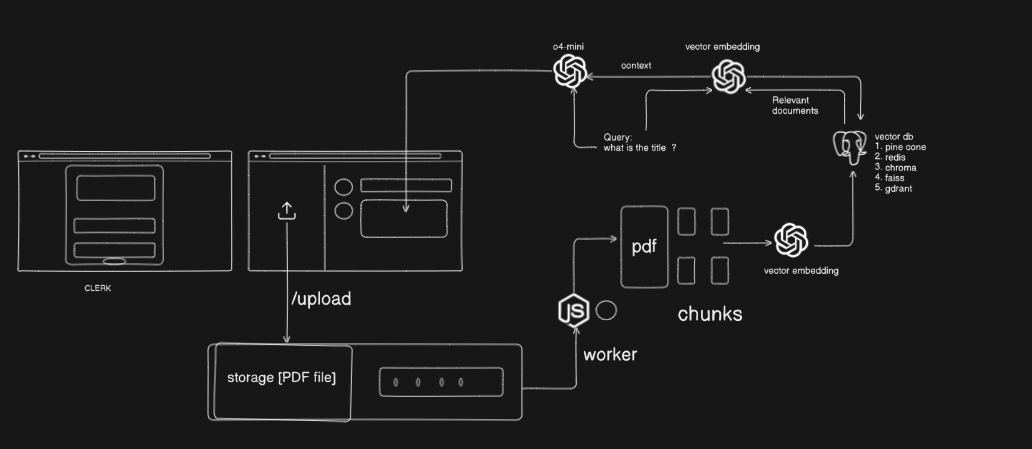 o4-mini
vector embedding
context
Relevant
documents
Query:
what is the title ?
vector db
1. pine cone
2. redis
3. chroma
4. faiss
5. qdrant
CLERK
pdf
vector embedding
chunks
/upload
JS
worker
storage [PDF file]